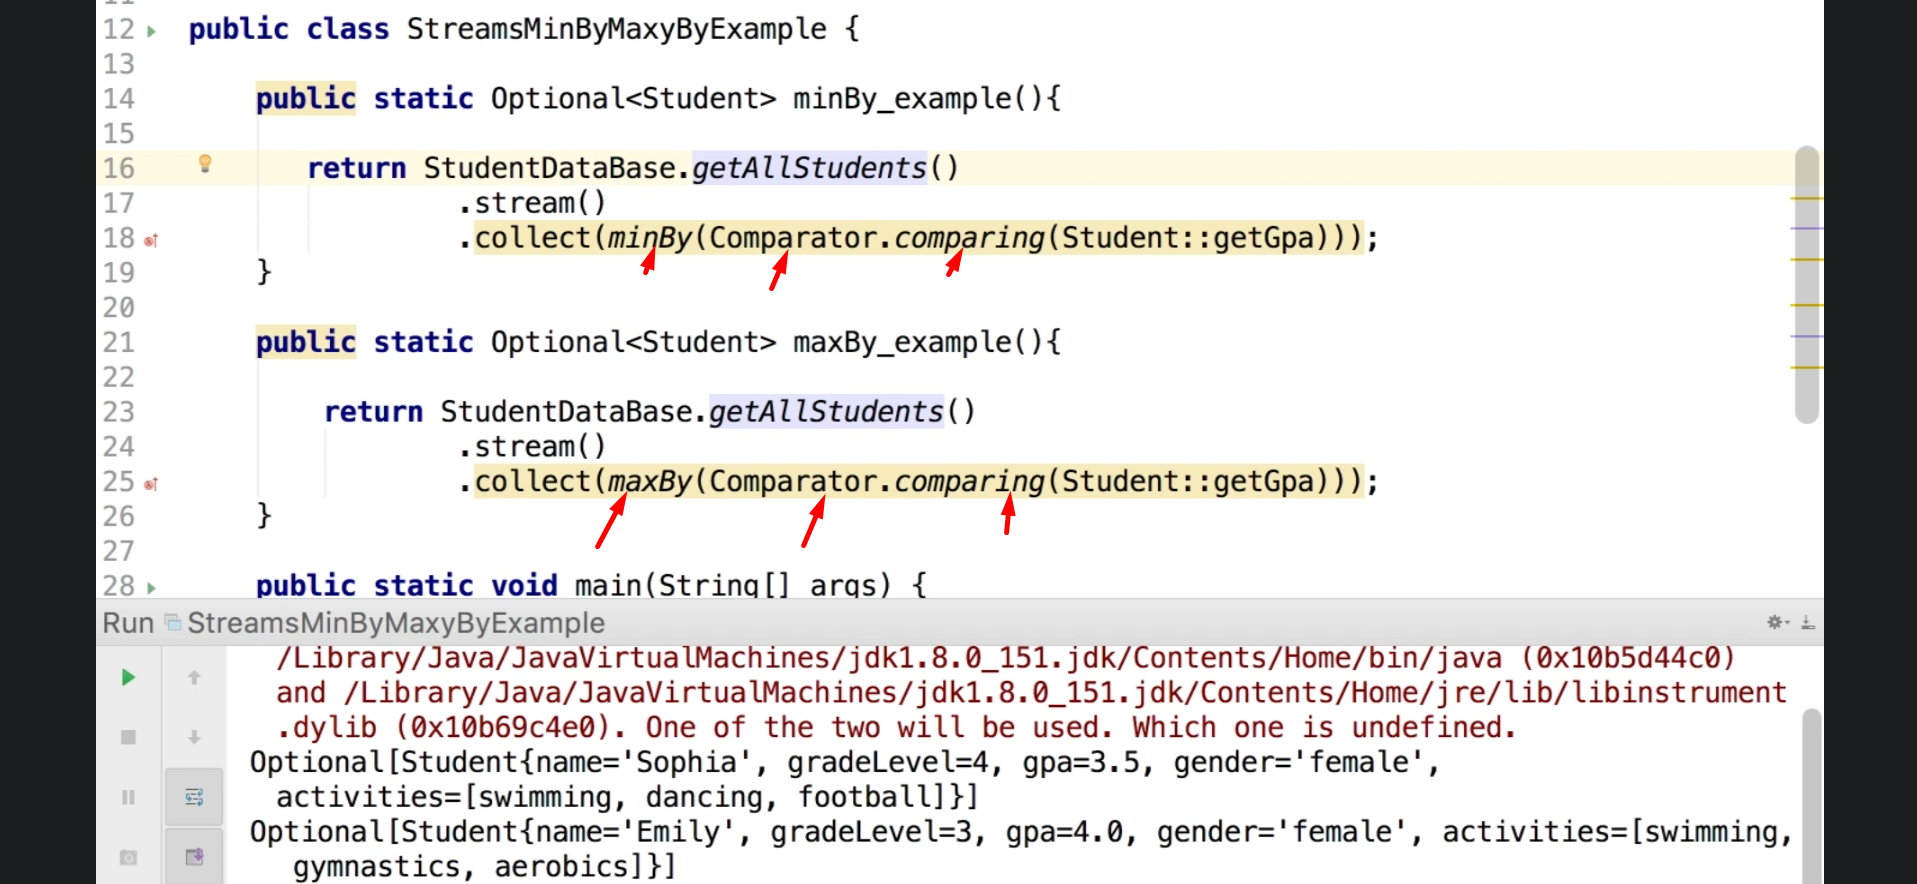 12 public class StreamsMinByMaxyByExample {
13
14 public static Optional<Student> minBy_example(){
15
16 return StudentDataBase.getAllStudents()
17 .stream()
18 .collect(minBy(Comparator.comparing(Student::getGpa)));
19 }
20
21 public static Optional<Student> maxBy_example(){
22
23 return StudentDataBase.getAllStudents()
24 .stream()
25 .collect(maxBy(Comparator.comparing(Student::getGpa)));
26 }
27
28 public static void main(String[] args) {
Run StreamsMinByMaxyByExample
/Library/Java/JavaVirtualMachines/jdk1.8.0_151.jdk/Contents/Home/bin/java (0x10b5d44c0)
and /Library/Java/JavaVirtualMachines/jdk1.8.0_151.jdk/Contents/Home/jre/lib/libinstrument
.dylib (0x10b69c4e0). One of the two will be used. Which one is undefined.
Optional[Student{name='Sophia', gradeLevel=4, gpa=3.5, gender='female',
activities=[swimming, dancing, football]}]
Optional[Student{name='Emily', gradeLevel=3, gpa=4.0, gender='female', activities=[swimming,
gymnastics, aerobics]}]